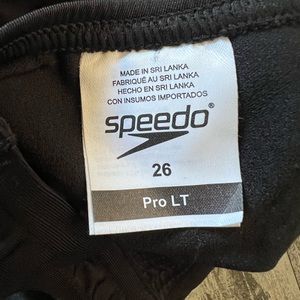 MADE IN SRI LANKA
FABRIQUÉ AU SRI LANKA
HECHO EN SRI LANKA
CON INSUMOS IMPORTADOS
speedo®
26
Pro LT